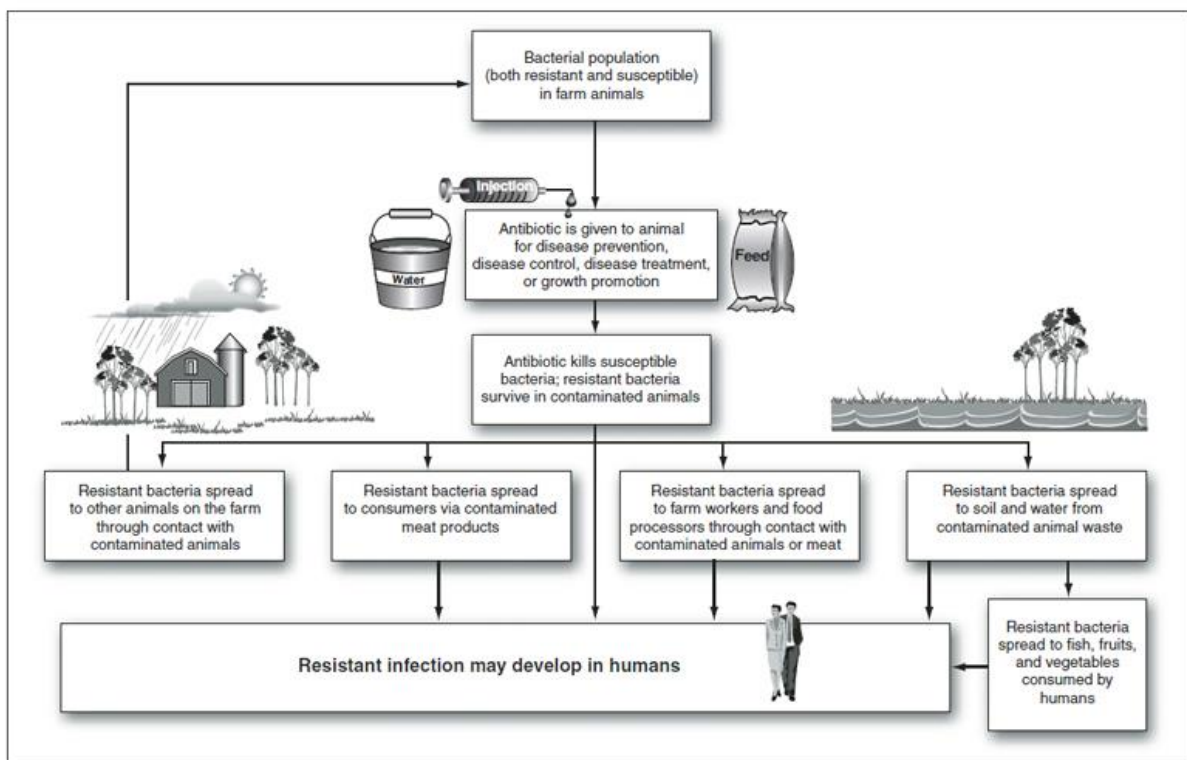 Bacterial population
(both resistant and susceptible)
in farm animals
Injection
Water
Antibiotic is given to animal
for disease prevention,
disease control, disease treatment,
or growth promotion
Feed
Antibiotic kills susceptible
bacteria; resistant bacteria
survive in contaminated animals
Resistant bacteria spread
to other animals on the farm
through contact with
contaminated animals
Resistant bacteria spread
to consumers via contaminated
meat products
Resistant bacteria spread
to farm workers and food
processors through contact with
contaminated animals or meat
Resistant bacteria spread
to soil and water from
contaminated animal waste
Resistant infection may develop in humans
Resistant bacteria
spread to fish, fruits,
and vegetables
consumed by
humans